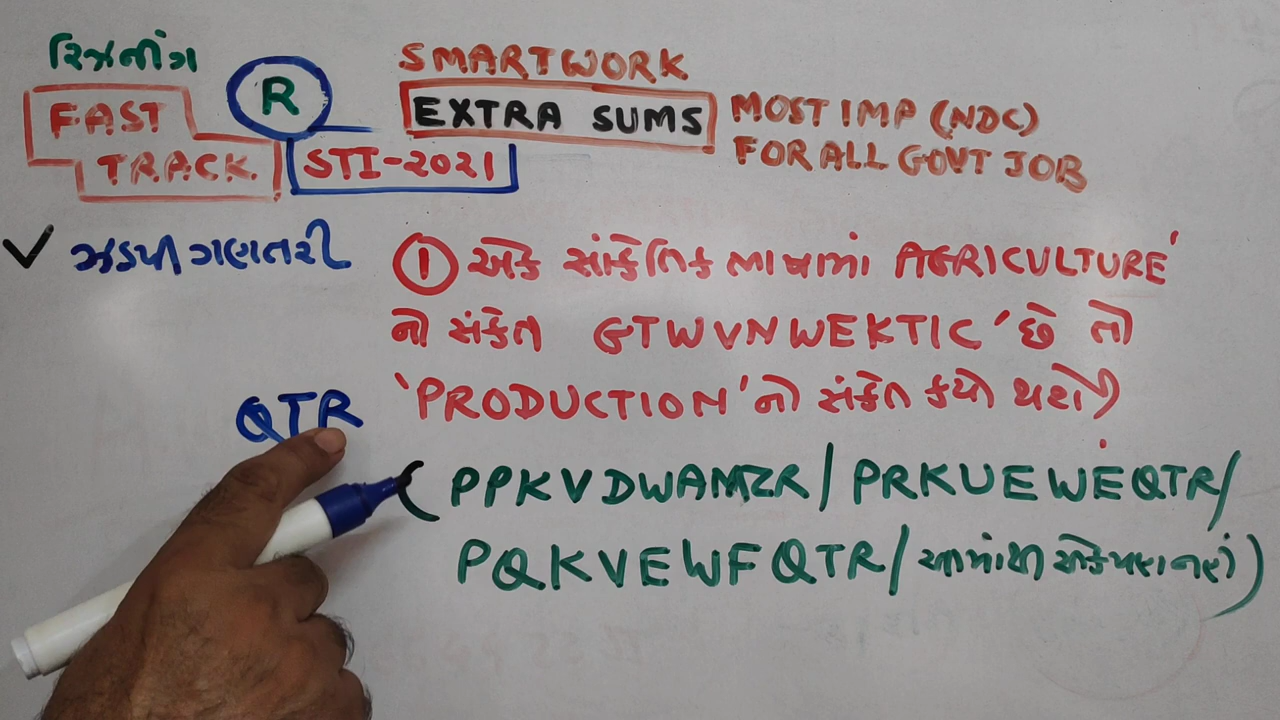 રિઝનીંગ
FAST
TRACK
R
STI-2021
SMARTWORK
EXTRA SUMS
MOST IMP (NDC)
FOR ALL GOVT JOB
✓ ઝડપી ગણતરી
① એક સાંકેતિક ભાષામાં AGRICULTURE'
નો સંકેત GTWVNWEKTIC' છે તો
'PRODUCTION' નો સંકેત કયો થશે?
QTR
(PPKVDWAMZR / PRKUEWEQTR /
PQKVEWFQTR / આમાંથી એકપણ નહીં)